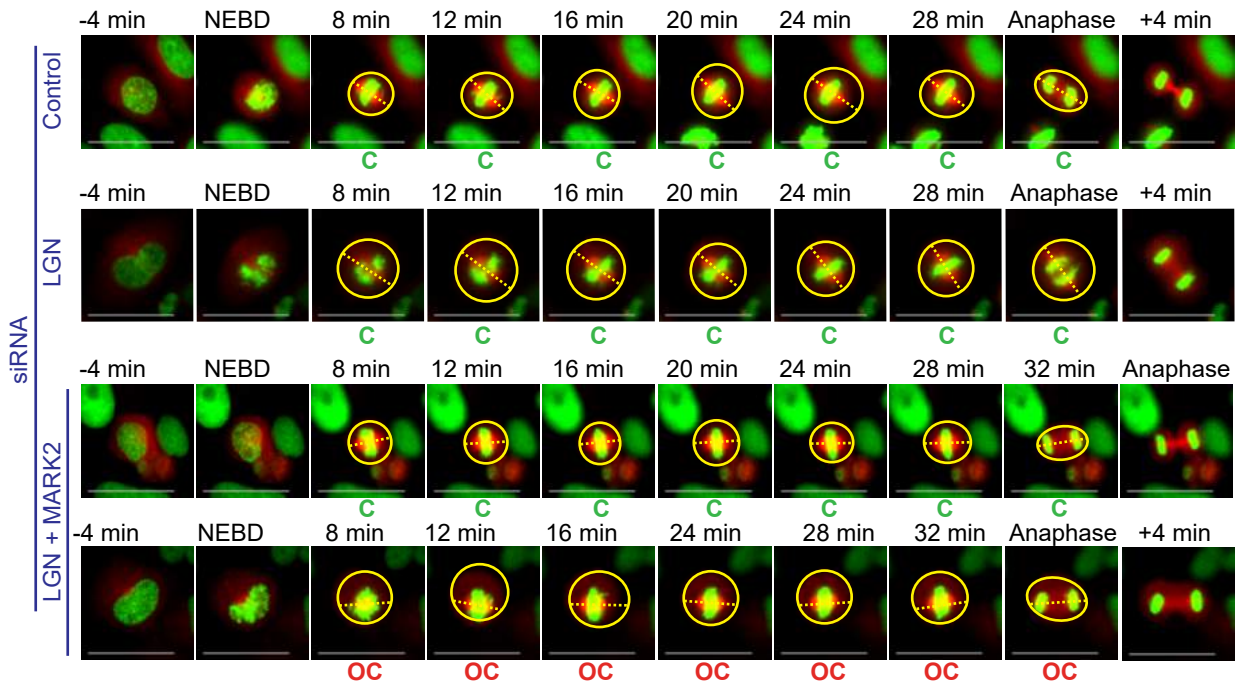 -4 min NEBD 8 min 12 min 16 min 20 min 24 min 28 min Anaphase +4 min
Control
C C C C C C C
-4 min NEBD 8 min 12 min 16 min 20 min 24 min 28 min Anaphase +4 min
LGN
C C C C C C C
siRNA
-4 min NEBD 8 min 12 min 16 min 20 min 24 min 28 min 32 min Anaphase
C C C C C C C
LGN + MARK2
-4 min NEBD 8 min 12 min 16 min 24 min 28 min 32 min Anaphase +4 min
OC OC OC OC OC OC OC